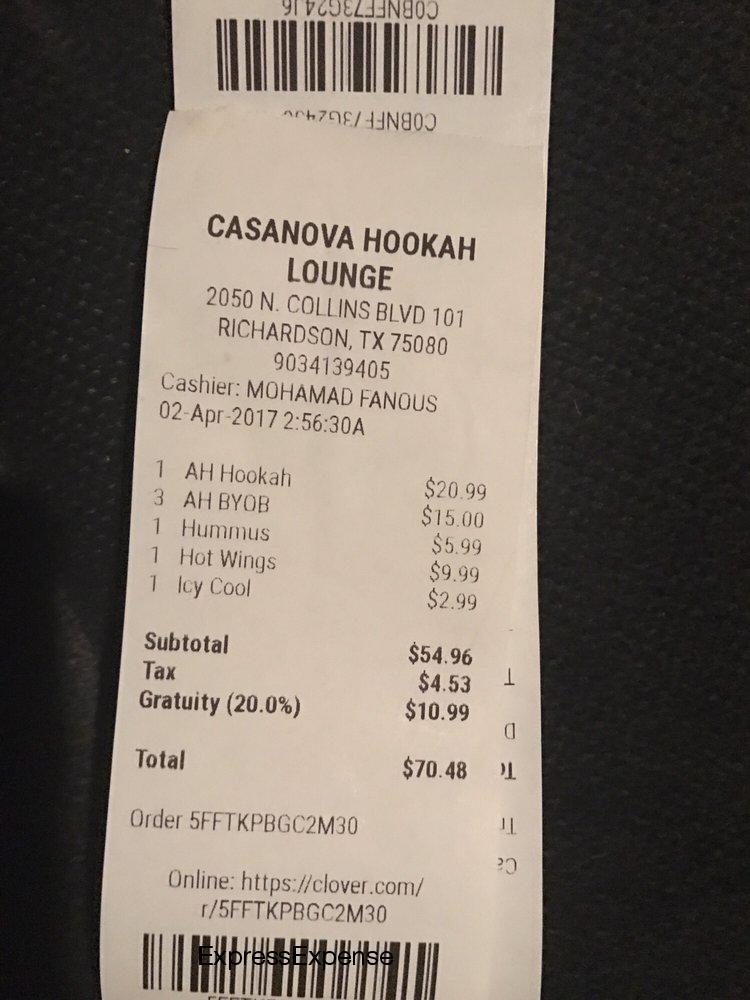 C0BNFF73G24J6
CASANOVA HOOKAH
LOUNGE
2050 N. COLLINS BLVD 101
RICHARDSON, TX 75080
9034139405
Cashier: MOHAMAD FANOUS
02-Apr-2017 2:56:30A
1 AH Hookah $20.99
3 AH BYOB $15.00
1 Hummus $5.99
1 Hot Wings $9.99
1 Icy Cool $2.99
Subtotal $54.96
Tax $4.53
Gratuity (20.0%) $10.99
Total $70.48
Order 5FFTKPBGC2M30
Online: https://clover.com/
r/5FFTKPBGC2M30
ExpressExpense